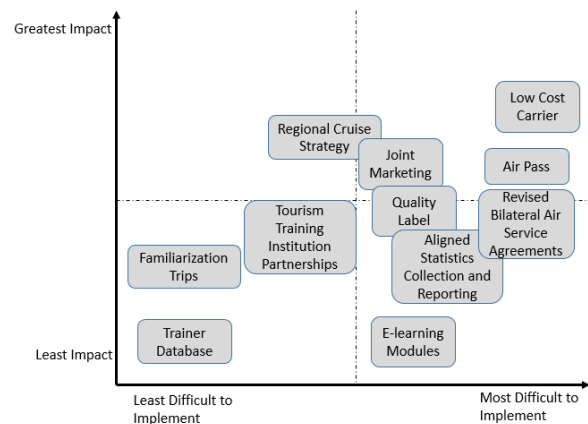 Greatest Impact
Low Cost
Carrier
Regional Cruise
Strategy
Joint
Marketing
Air Pass
Quality
Label
Revised
Bilateral Air
Service
Agreements
Tourism
Training
Institution
Partnerships
Aligned
Statistics
Collection and
Reporting
Familiarization
Trips
Trainer
Database
E-learning
Modules
Least Impact
Least Difficult to
Implement
Most Difficult to
Implement